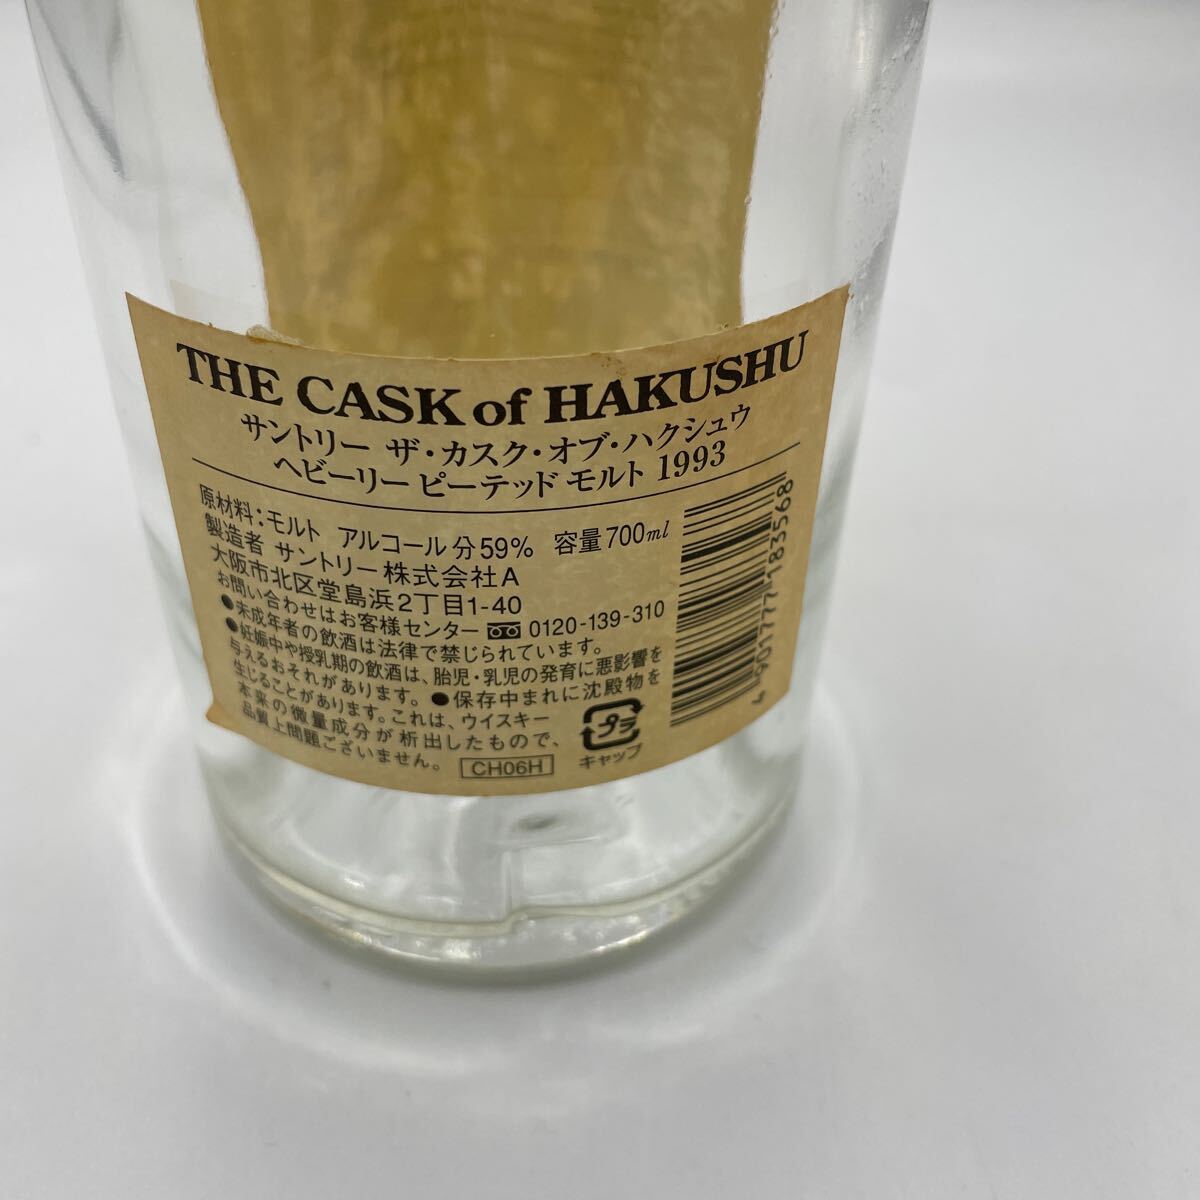 THE CASK of HAKUSHU
サントリー ザ・カスク・オブ・ハクシュウ
ヘビーリー ピーテッド モルト 1993
原材料：モルト アルコール分59% 容量700ml
製造者 サントリー株式会社A
大阪市北区堂島浜2丁目1-40
お問い合わせはお客様センター 0120-139-310
●未成年者の飲酒は法律で禁じられています。
●妊娠中や授乳期の飲酒は、胎児・乳児の発育に悪影響を
与えるおそれがあります。●保存中まれに沈殿物を
生じることがあります。これは、ウイスキー
本来の微量成分が析出したもので、
品質上問題ございません。 CH06H
プラ
キャップ
4 901777 183568